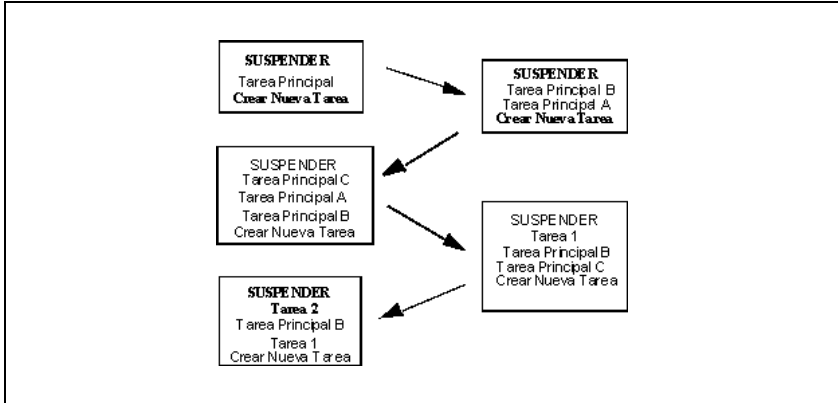 SUSPENDER
Tarea Principal
Crear Nueva Tarea
SUSPENDER
Tarea Principal B
Tarea Principal A
Crear Nueva Tarea
SUSPENDER
Tarea Principal C
Tarea Principal A
Tarea Principal B
Crear Nueva Tarea
SUSPENDER
Tarea 1
Tarea Principal B
Tarea Principal C
Crear Nueva Tarea
SUSPENDER
Tarea 2
Tarea Principal B
Tarea 1
Crear Nueva Tarea